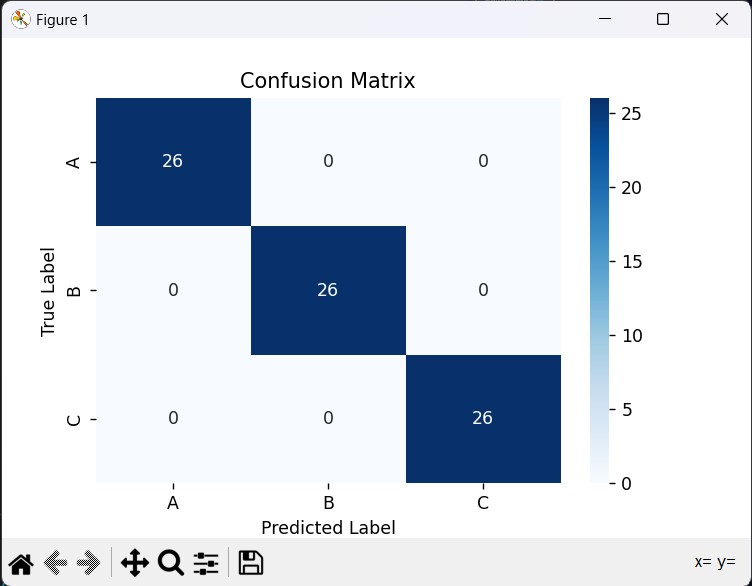 Figure 1
Confusion Matrix
True Label
A
26 0 0
B
0 26 0
C
0 0 26
A B C
Predicted Label
25
20
15
10
5
0
x= y=